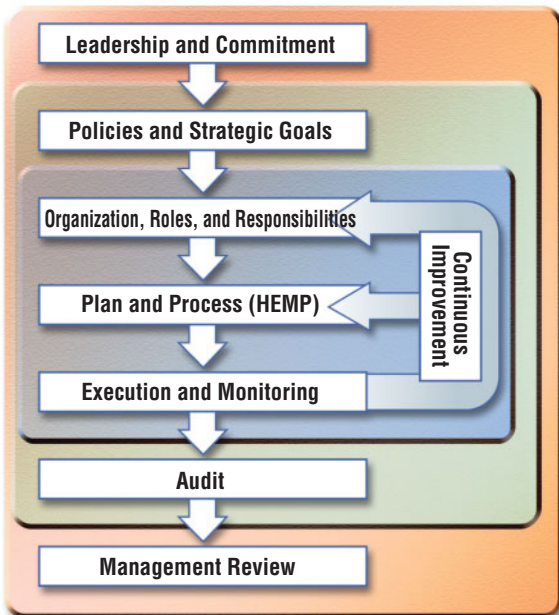 Leadership and Commitment
Policies and Strategic Goals
Organization, Roles, and Responsibilities
Plan and Process (HEMP)
Continuous
Improvement
Execution and Monitoring
Audit
Management Review